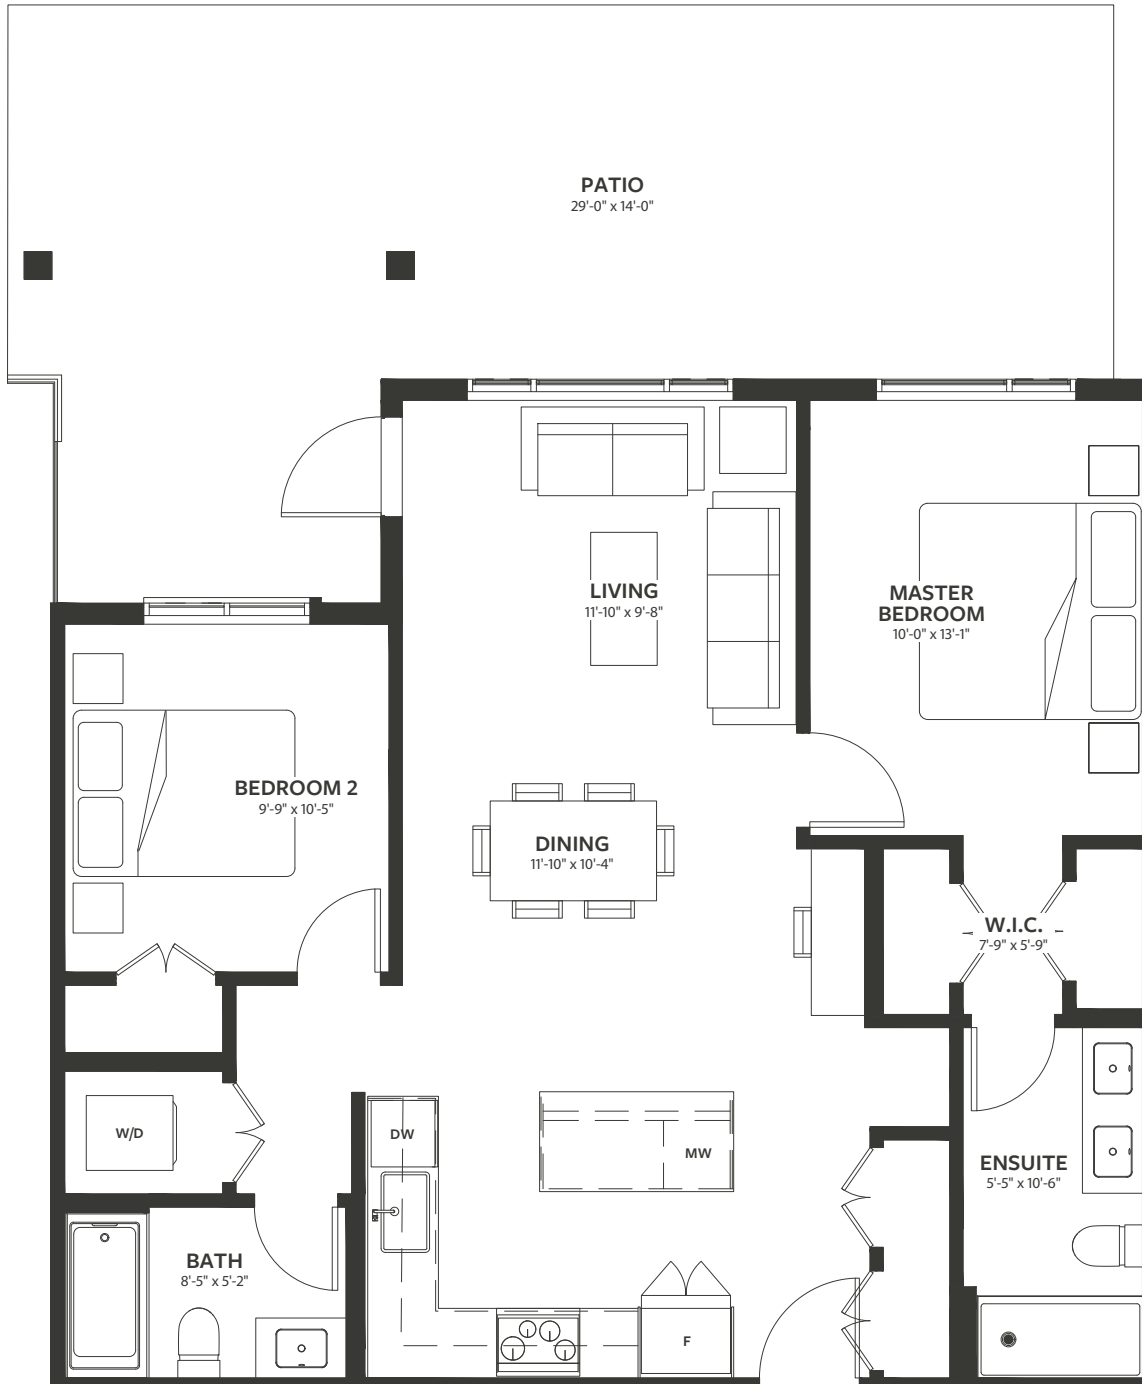 PATIO
29'-0" x 14'-0"
LIVING
11'-10" x 9'-8"
MASTER
BEDROOM
10'-0" x 13'-1"
BEDROOM 2
9'-9" x 10'-5"
DINING
11'-10" x 10'-4"
W.I.C.
7'-9" x 5'-9"
W/D
DW
MW
ENSUITE
5'-5" x 10'-6"
BATH
8'-5" x 5'-2"
F